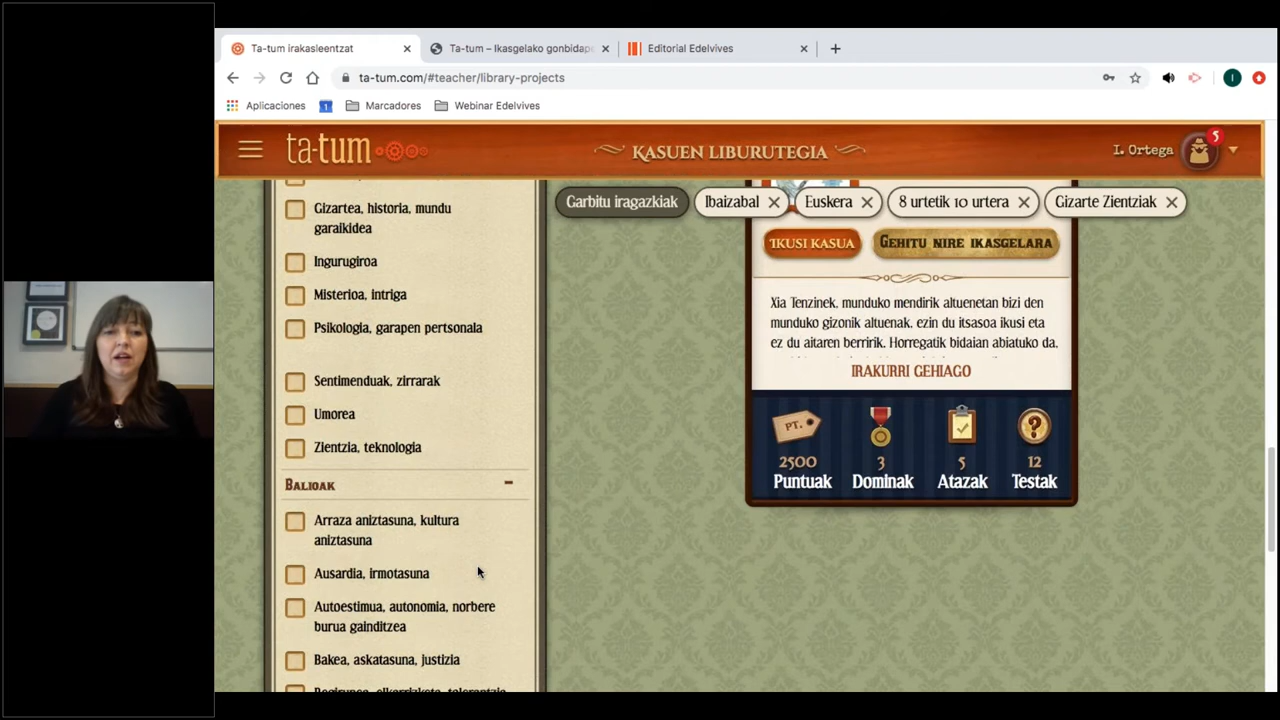 Ta-tum irakasleentzat
Ta-tum – Ikasgelako gonbidape
Editorial Edelvives
ta-tum.com/#teacher/library-projects
Aplicaciones
1
Marcadores
Webinar Edelvives
ta-tum
Kasuen liburutegia
I. Ortega
5
Garbitu iragazkiak
Ibaizabal
Euskera
8 urtetik 10 urtera
Gizarte Zientziak
Gizartea, historia, mundu
garaikidea
Ingurugiroa
Misterioa, intriga
Psikologia, garapen pertsonala
Sentimenduak, zirrarak
Umorea
Zientzia, teknologia
Balioak
Arraza aniztasuna, kultura
aniztasuna
Ausardia, irmotasuna
Autoestimua, autonomia, norbere
burua gainditzea
Bakea, askatasuna, justizia
Ikusi kasua
Gehitu nire ikasgelara
Xia Tenzinek, munduko mendirik altuenetan bizi den
munduko gizonik altuenak, ezin du itsasoa ikusi eta
ez du aitaren berririk. Horregatik bidaian abiatuko da,
IRAKURRI GEHIAGO
PT.
2500
Puntuak
3
Dominak
5
Atazak
12
Testak